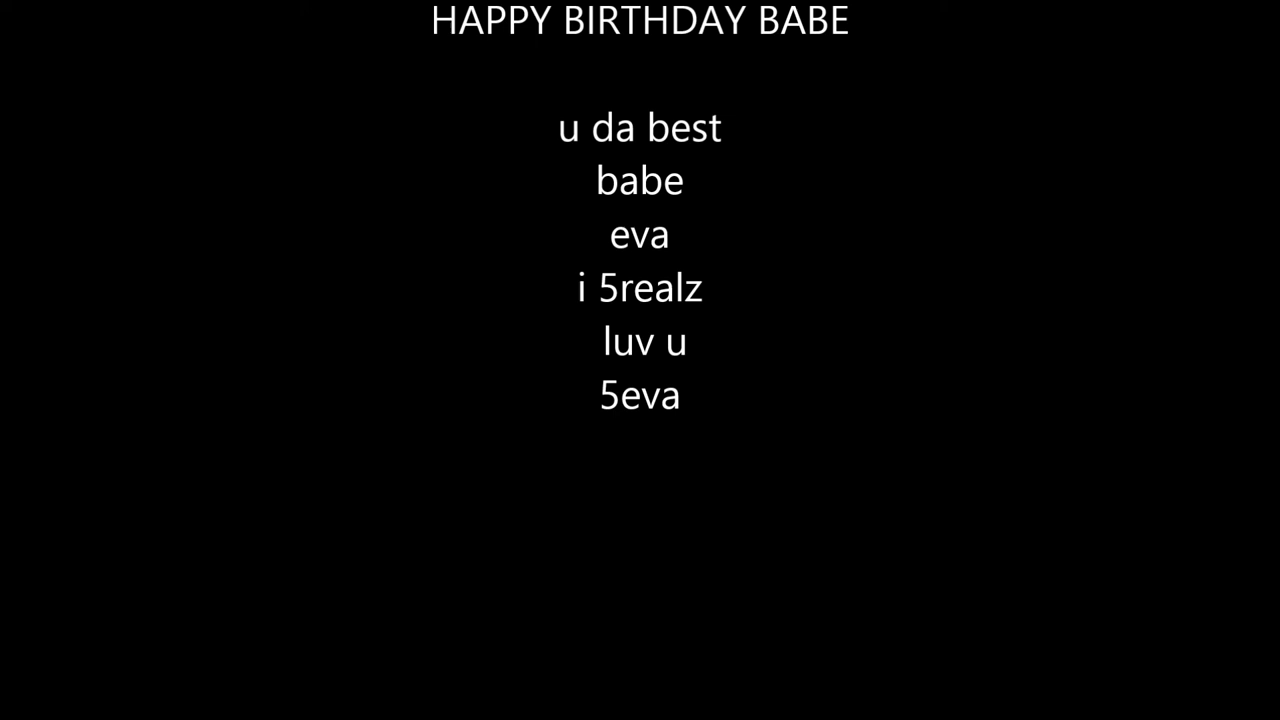 HAPPY BIRTHDAY BABE
u da best
babe
eva
i 5realz
luv u
5eva